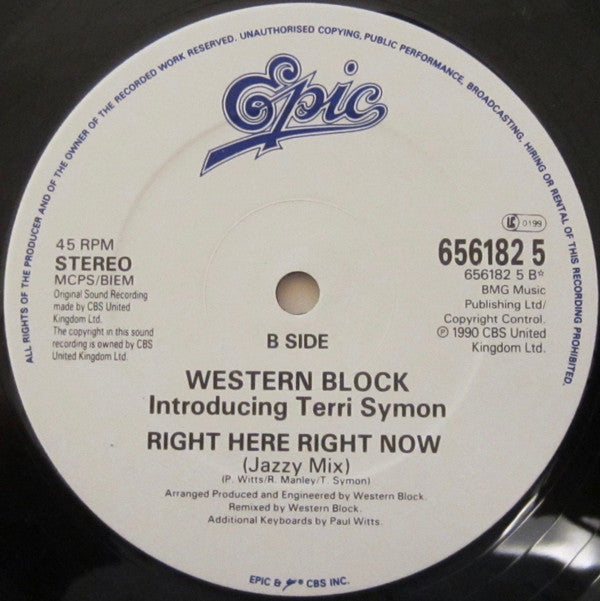 ALL RIGHTS OF THE PRODUCER AND OF THE OWNER OF THE RECORDED WORK RESERVED. UNAUTHORISED COPYING, PUBLIC PERFORMANCE, BROADCASTING, HIRING OR RENTAL OF THIS RECORDING PROHIBITED.
Epic
LC 0199
45 RPM
STEREO
MCPS/BIEM
Original Sound Recording
made by CBS United
Kingdom Ltd.
The copyright in this sound
recording is owned by CBS
United Kingdom Ltd.
656182 5
656182 5 B☆
BMG Music
Publishing Ltd/
Copyright Control.
℗ 1990 CBS United
Kingdom Ltd.
B SIDE
WESTERN BLOCK
Introducing Terri Symon
RIGHT HERE RIGHT NOW
(Jazzy Mix)
(P. Witts/R. Manley/T. Symon)
Arranged Produced and Engineered by Western Block.
Remixed by Western Block.
Additional Keyboards by Paul Witts.
EPIC & Epic ® CBS INC.